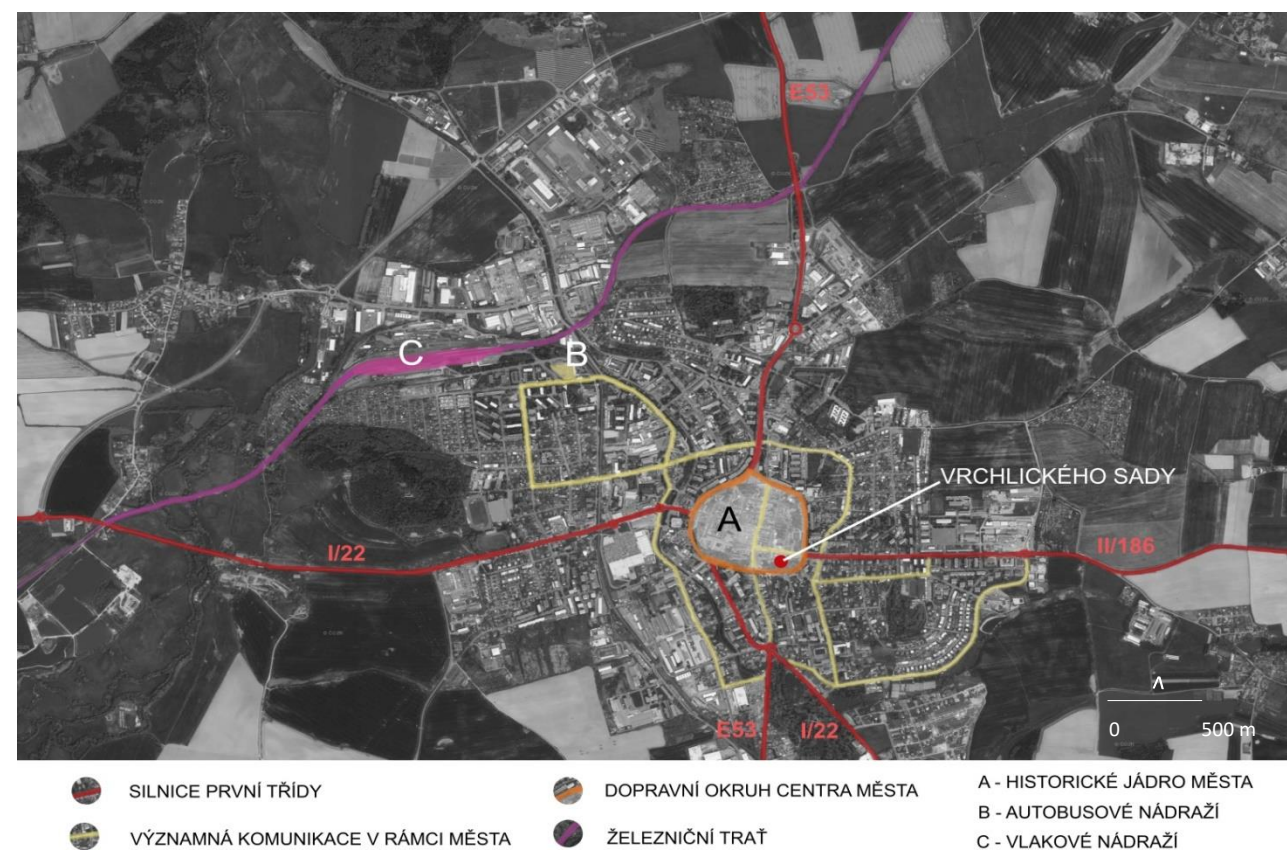 E53
C
B
VRCHLICKÉHO SADY
A
I/22
II/186
E53
I/22
0 500 m
SILNICE PRVNÍ TŘÍDY
DOPRAVNÍ OKRUH CENTRA MĚSTA
A - HISTORICKÉ JÁDRO MĚSTA
VÝZNAMNÁ KOMUNIKACE V RÁMCI MĚSTA
ŽELEZNIČNÍ TRAŤ
B - AUTOBUSOVÉ NÁDRAŽÍ
C - VLAKOVÉ NÁDRAŽÍ